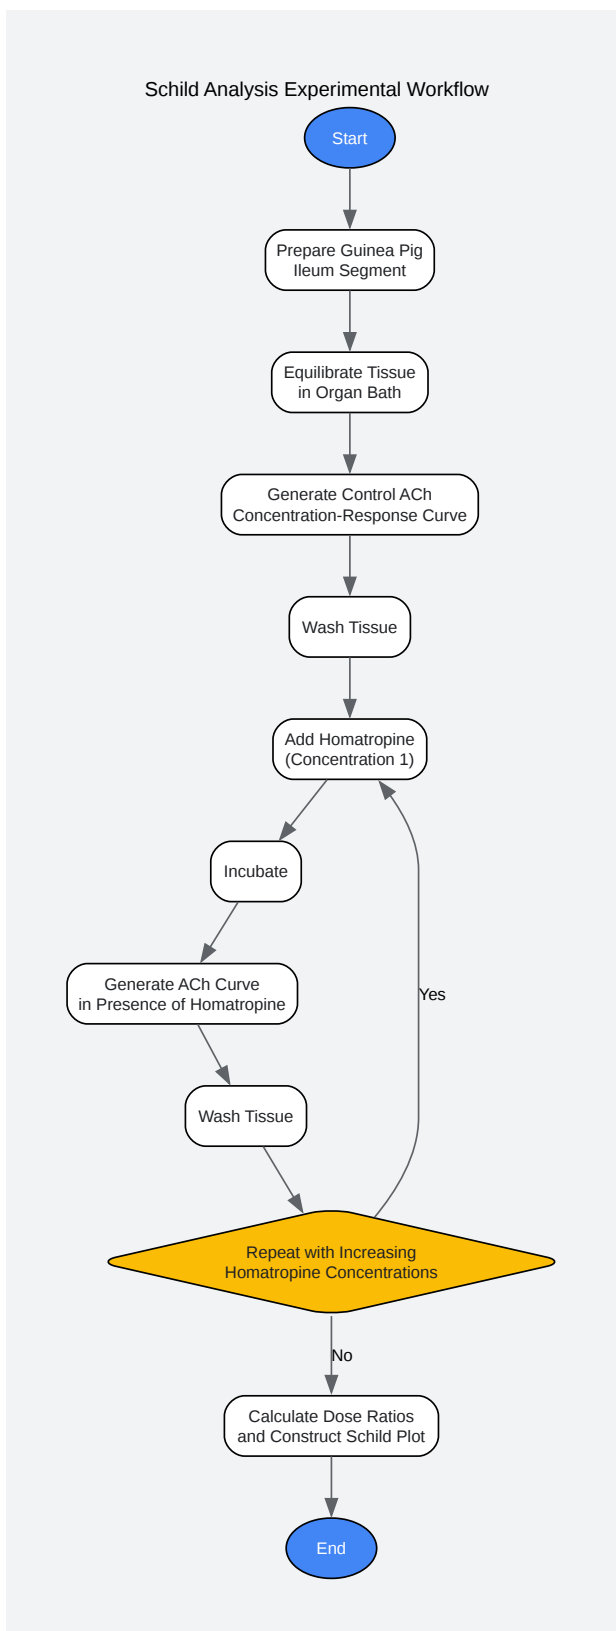 Schild Analysis Experimental Workflow
Start
Prepare Guinea Pig
Ileum Segment
Equilibrate Tissue
in Organ Bath
Generate Control ACh
Concentration-Response Curve
Wash Tissue
Add Homatropine
(Concentration 1)
Incubate
Generate ACh Curve
in Presence of Homatropine
Yes
Wash Tissue
Repeat with Increasing
Homatropine Concentrations
No
Calculate Dose Ratios
and Construct Schild Plot
End